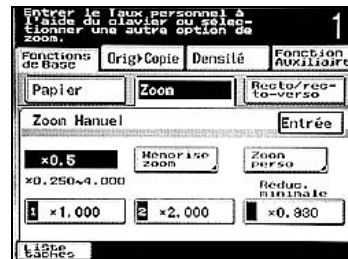 Entrer le Taux personnel à
l'aide du clavier ou sélec-
tionner une autre option de
zoom.
1
Fonctions
de Base
Orig▸Copie
Densité
Fonction
Auxiliaire
Papier
Zoom
Recto/rec-
to-verso
Zoom Manuel
Entrée
×0.5
Mémorise
zoom
Zoom
perso
×0.250~4.000
Réduc.
minimale
1 ×1.000
2 ×2.000
×0.930
Liste
tâches